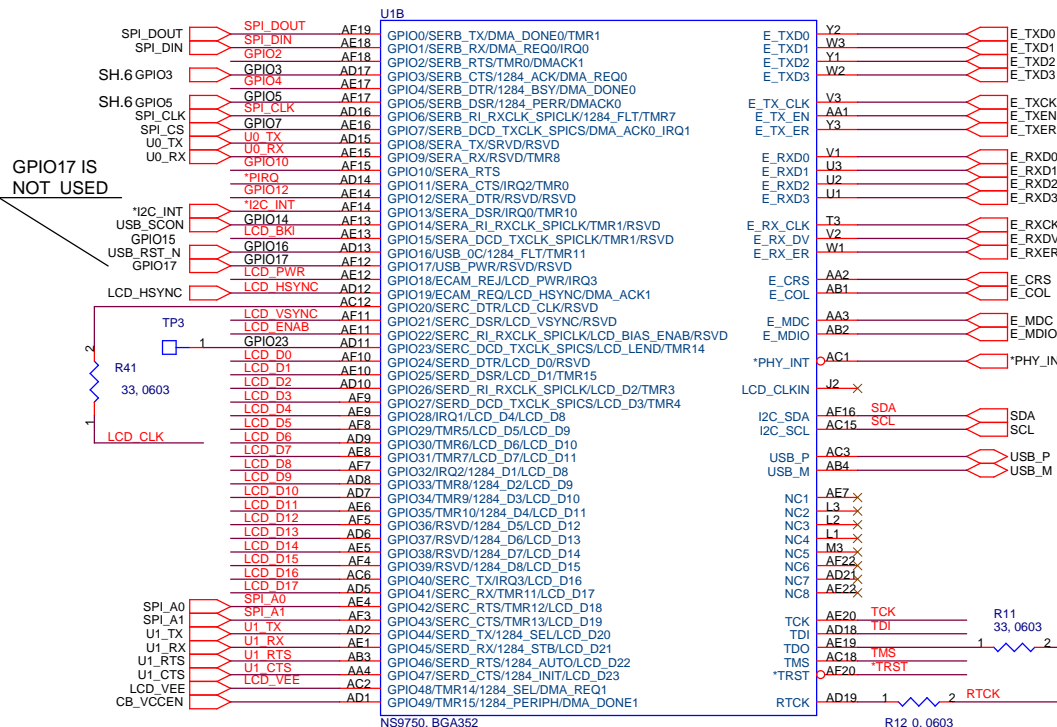 U1B
SPI_DOUT SPI_DOUT AF19 GPIO0/SERB_TX/DMA_DONE0/TMR1
SPI_DIN SPI_DIN AE18 GPIO1/SERB_RX/DMA_REQ0/IRQ0
GPIO2 AF18 GPIO2/SERB_RTS/TMR0/DMACK1
SH.6 GPIO3 GPIO3 AD17 GPIO3/SERB_CTS/1284_ACK/DMA_REQ0
GPIO4 AE17 GPIO4/SERB_DTR/1284_BSY/DMA_DONE0
SH.6 GPIO5 GPIO5 AF17 GPIO5/SERB_DSR/1284_PERR/DMACK0
SPI_CLK SPI_CLK AD16 GPIO6/SERB_RI_RXCLK_SPICLK/1284_FLT/TMR7
SPI_CS GPIO7 AE16 GPIO7/SERB_DCD_TXCLK_SPICS/DMA_ACK0_IRQ1
U0_TX U0_TX AD15 GPIO8/SERA_TX/SRVD/RSVD
U0_RX U0_RX AE15 GPIO9/SERA_RX/RSVD/TMR8
GPIO10 AF15 GPIO10/SERA_RTS
*PIRQ AD14 GPIO11/SERA_CTS/IRQ2/TMR0
GPIO12 AE14 GPIO12/SERA_DTR/RSVD/RSVD
*I2C_INT *I2C_INT AF14 GPIO13/SERA_DSR/IRQ0/TMR10
USB_SCON GPIO14 AF13 GPIO14/SERA_RI_RXCLK_SPICLK/TMR1/RSVD
GPIO15 LCD_BKI AE13 GPIO15/SERA_DCD_TXCLK_SPICLK/TMR1/RSVD
USB_RST_N GPIO16 AD13 GPIO16/USB_0C/1284_FLT/TMR11
GPIO17 GPIO17 AF12 GPIO17/USB_PWR/RSVD/RSVD
LCD_PWR AE12 GPIO18/ECAM_REJ/LCD_PWR/IRQ3
LCD_HSYNC LCD_HSYNC AD12 GPIO19/ECAM_REQ/LCD_HSYNC/DMA_ACK1
AC12 GPIO20/SERC_DTR/LCD_CLK/RSVD
LCD_VSYNC AF11 GPIO21/SERC_DSR/LCD_VSYNC/RSVD
LCD_ENAB AE11 GPIO22/SERC_RI_RXCLK_SPICLK/LCD_BIAS_ENAB/RSVD
TP3 1 GPIO23 AD11 GPIO23/SERC_DCD_TXCLK_SPICS/LCD_LEND/TMR14
LCD_D0 AF10 GPIO24/SERD_DTR/LCD_D0/RSVD
LCD_D1 AE10 GPIO25/SERD_DSR/LCD_D1/TMR15
LCD_D2 AD10 GPIO26/SERD_RI_RXCLK_SPICLK/LCD_D2/TMR3
LCD_D3 AF9 GPIO27/SERD_DCD_TXCLK_SPICS/LCD_D3/TMR4
LCD_D4 AE9 GPIO28/IRQ1/LCD_D4/LCD_D8
LCD_D5 AF8 GPIO29/TMR5/LCD_D5/LCD_D9
LCD_D6 AD9 GPIO30/TMR6/LCD_D6/LCD_D10
LCD_D7 AE8 GPIO31/TMR7/LCD_D7/LCD_D11
LCD_D8 AF7 GPIO32/IRQ2/1284_D1/LCD_D8
LCD_D9 AD8 GPIO33/TMR8/1284_D2/LCD_D9
LCD_D10 AD7 GPIO34/TMR9/1284_D3/LCD_D10
LCD_D11 AE6 GPIO35/TMR10/1284_D4/LCD_D11
LCD_D12 AF5 GPIO36/RSVD/1284_D5/LCD_D12
LCD_D13 AD6 GPIO37/RSVD/1284_D6/LCD_D13
LCD_D14 AE5 GPIO38/RSVD/1284_D7/LCD_D14
LCD_D15 AF4 GPIO39/RSVD/1284_D8/LCD_D15
LCD_D16 AC6 GPIO40/SERC_TX/IRQ3/LCD_D16
LCD_D17 AD5 GPIO41/SERC_RX/TMR11/LCD_D17
SPI_A0 SPI_A0 AE4 GPIO42/SERC_RTS/TMR12/LCD_D18
SPI_A1 SPI_A1 AF3 GPIO43/SERC_CTS/TMR13/LCD_D19
U1_TX U1_TX AD2 GPIO44/SERD_TX/1284_SEL/LCD_D20
U1_RX U1_RX AE1 GPIO45/SERD_RX/1284_STB/LCD_D21
U1_RTS U1_RTS AB3 GPIO46/SERD_RTS/1284_AUTO/LCD_D22
U1_CTS U1_CTS AA4 GPIO47/SERD_CTS/1284_INIT/LCD_D23
LCD_VEE LCD_VEE AC2 GPIO48/TMR14/1284_SEL/DMA_REQ1
CB_VCCEN AD1 GPIO49/TMR15/1284_PERIPH/DMA_DONE1
GPIO17 IS
NOT USED
2
R41
33, 0603
1
LCD_CLK
E_TXD0 Y2 E_TXD0
E_TXD1 W3 E_TXD1
E_TXD2 Y1 E_TXD2
E_TXD3 W2 E_TXD3
E_TX_CLK V3 E_TXCK
E_TX_EN AA1 E_TXEN
E_TX_ER Y3 E_TXER
E_RXD0 V1 E_RXD0
E_RXD1 U3 E_RXD1
E_RXD2 U2 E_RXD2
E_RXD3 U1 E_RXD3
E_RX_CLK T3 E_RXCK
E_RX_DV V2 E_RXDV
E_RX_ER W1 E_RXER
E_CRS AA2 E_CRS
E_COL AB1 E_COL
E_MDC AA3 E_MDC
E_MDIO AB2 E_MDIO
*PHY_INT AC1 *PHY_IN
LCD_CLKIN J2
I2C_SDA AF16 SDA SDA
I2C_SCL AC15 SCL SCL
USB_P AC3 USB_P
USB_M AB4 USB_M
NC1 AE7
NC2 L3
NC3 L2
NC4 L1
NC5 M3
NC6 AF22
NC7 AD21
NC8 AE22
TCK AE20 TCK
TDI AD18 TDI
TDO AE19 1 R11 2
33, 0603
TMS AC18 TMS
*TRST AF20 *TRST
RTCK AD19 1 2 RTCK
R12 0, 0603
NS9750, BGA352